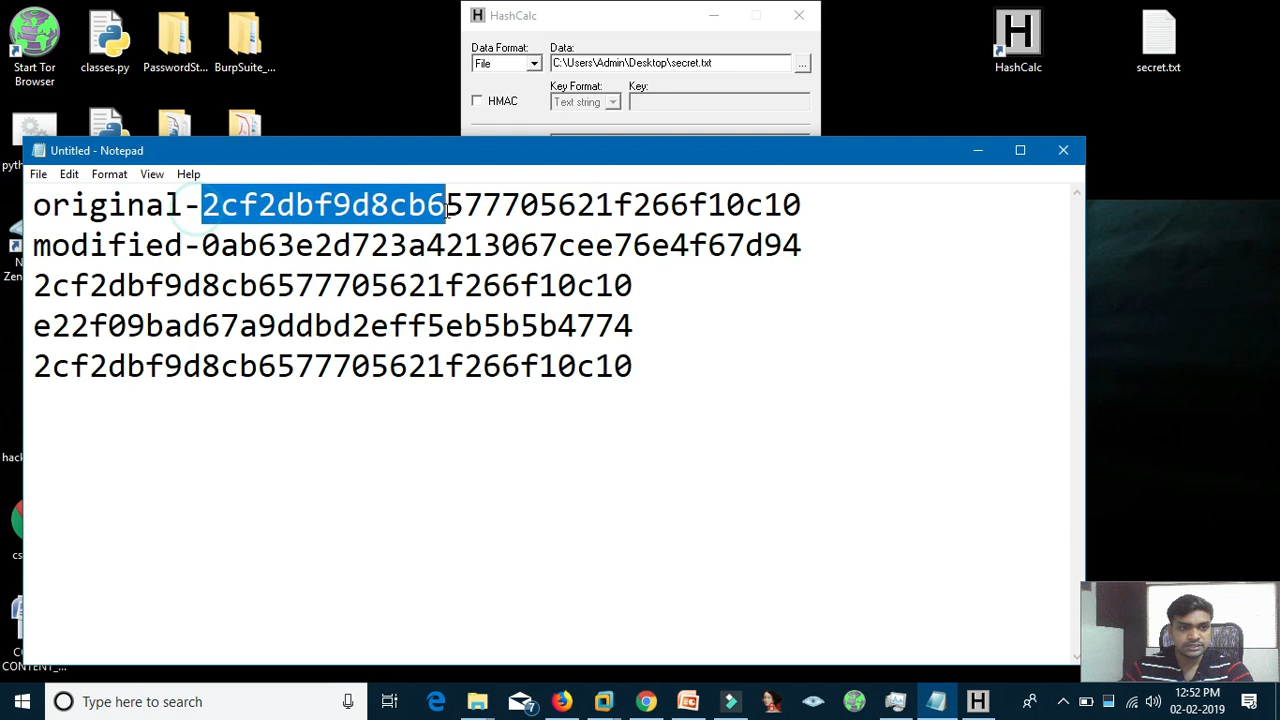 HashCalc
Data Format:
Data:
File
C:\Users\Admin\Desktop\secret.txt
...
Key Format:
Key:
HMAC
Text string
Start Tor
Browser
classes.py
PasswordSt...
BurpSuite_...
HashCalc
secret.txt
Untitled - Notepad
File Edit Format View Help
original-2cf2dbf9d8cb6577705621f266f10c10
modified-0ab63e2d723a4213067cee76e4f67d94
2cf2dbf9d8cb6577705621f266f10c10
e22f09bad67a9ddbd2eff5eb5b5b4774
2cf2dbf9d8cb6577705621f266f10c10
CONTENT_...
Type here to search
12:52 PM
02-02-2019